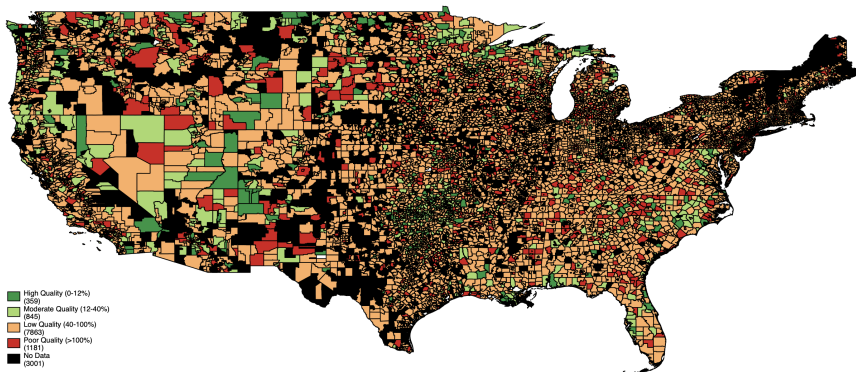 High Quality (0-12%)
(359)
Moderate Quality (12-40%)
(845)
Low Quality (40-100%)
(7863)
Poor Quality (>100%)
(1181)
No Data
(3001)